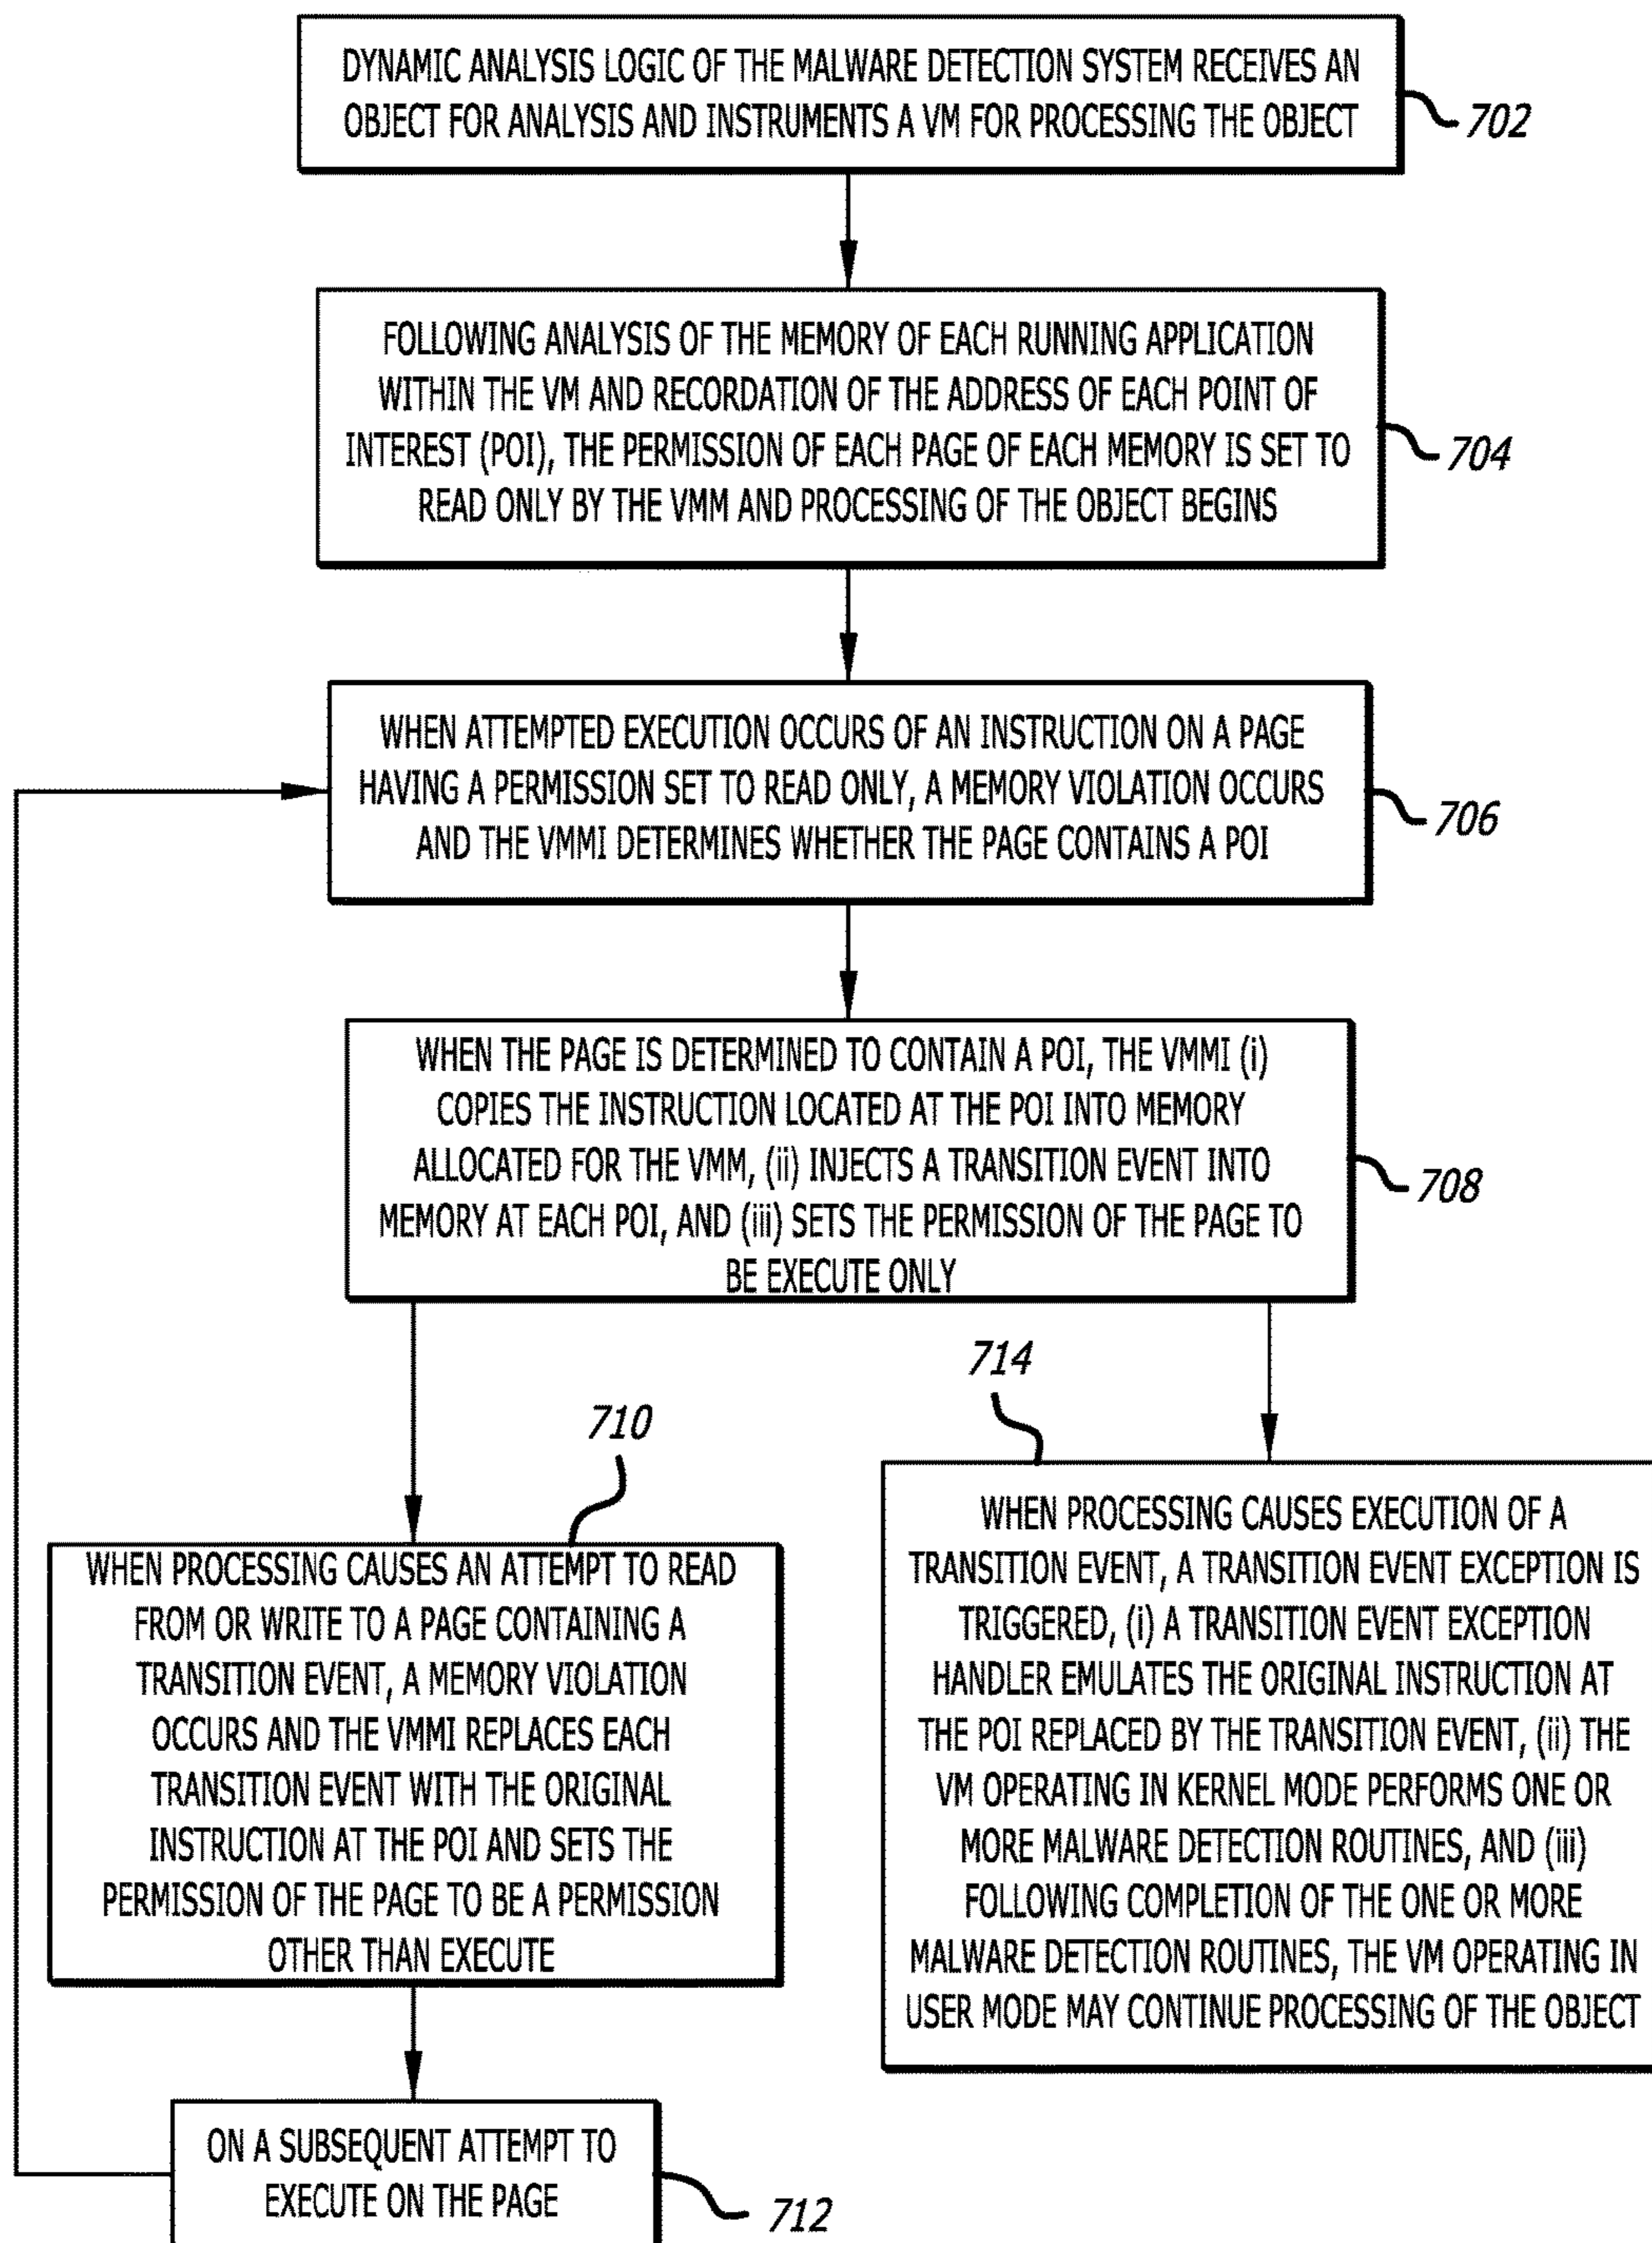 DYNAMIC ANALYSIS LOGIC OF THE MALWARE DETECTION SYSTEM RECEIVES AN
OBJECT FOR ANALYSIS AND INSTRUMENTS A VM FOR PROCESSING THE OBJECT
702
FOLLOWING ANALYSIS OF THE MEMORY OF EACH RUNNING APPLICATION
WITHIN THE VM AND RECORDATION OF THE ADDRESS OF EACH POINT OF
INTEREST (POI), THE PERMISSION OF EACH PAGE OF EACH MEMORY IS SET TO
READ ONLY BY THE VMM AND PROCESSING OF THE OBJECT BEGINS
704
WHEN ATTEMPTED EXECUTION OCCURS OF AN INSTRUCTION ON A PAGE
HAVING A PERMISSION SET TO READ ONLY, A MEMORY VIOLATION OCCURS
AND THE VMMI DETERMINES WHETHER THE PAGE CONTAINS A POI
706
WHEN THE PAGE IS DETERMINED TO CONTAIN A POI, THE VMMI (i)
COPIES THE INSTRUCTION LOCATED AT THE POI INTO MEMORY
ALLOCATED FOR THE VMM, (ii) INJECTS A TRANSITION EVENT INTO
MEMORY AT EACH POI, AND (iii) SETS THE PERMISSION OF THE PAGE TO
BE EXECUTE ONLY
708
710
WHEN PROCESSING CAUSES AN ATTEMPT TO READ
FROM OR WRITE TO A PAGE CONTAINING A
TRANSITION EVENT, A MEMORY VIOLATION
OCCURS AND THE VMMI REPLACES EACH
TRANSITION EVENT WITH THE ORIGINAL
INSTRUCTION AT THE POI AND SETS THE
PERMISSION OF THE PAGE TO BE A PERMISSION
OTHER THAN EXECUTE
ON A SUBSEQUENT ATTEMPT TO
EXECUTE ON THE PAGE
712
714
WHEN PROCESSING CAUSES EXECUTION OF A
TRANSITION EVENT, A TRANSITION EVENT EXCEPTION IS
TRIGGERED, (i) A TRANSITION EVENT EXCEPTION
HANDLER EMULATES THE ORIGINAL INSTRUCTION AT
THE POI REPLACED BY THE TRANSITION EVENT, (ii) THE
VM OPERATING IN KERNEL MODE PERFORMS ONE OR
MORE MALWARE DETECTION ROUTINES, AND (iii)
FOLLOWING COMPLETION OF THE ONE OR MORE
MALWARE DETECTION ROUTINES, THE VM OPERATING IN
USER MODE MAY CONTINUE PROCESSING OF THE OBJECT